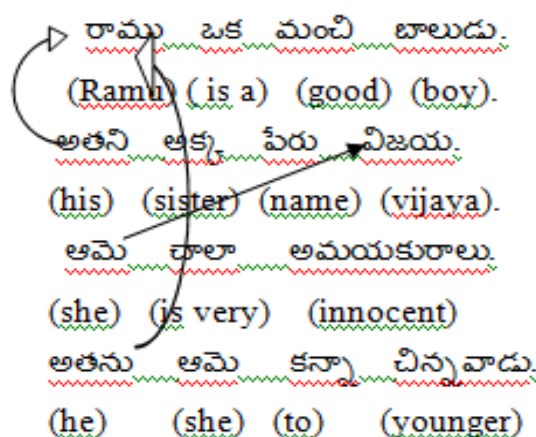 రాము ఒక మంచి బాలుడు.
(Ramu) ( is a) (good) (boy).
అతని అక్క పేరు విజయ.
(his) (sister) (name) (vijaya).
ఆమె చాలా అమయకురాలు.
(she) (is very) (innocent)
అతను ఆమె కన్నా చిన్నవాడు.
(he) (she) (to) (younger)